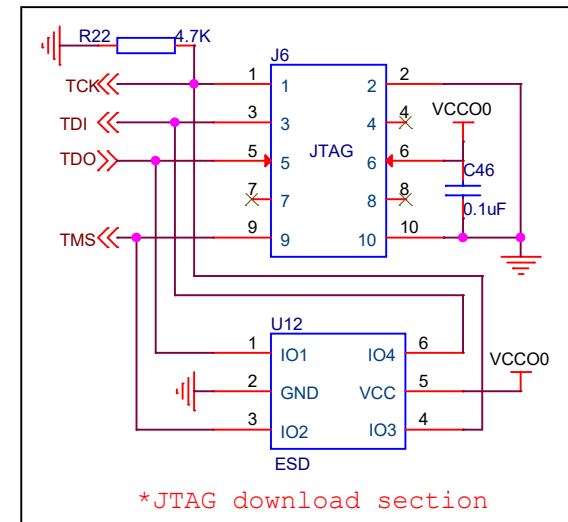 R22 4.7K
J6
TCK 1 1 2 2
VCCO0
TDI 3 3 4 4
TDO 5 5 JTAG 6 6
C46
7 7 8 8
0.1uF
TMS 9 9 10 10
U12
1 IO1 IO4 6
VCCO0
2 GND VCC 5
3 IO2 IO3 4
ESD
*JTAG download section